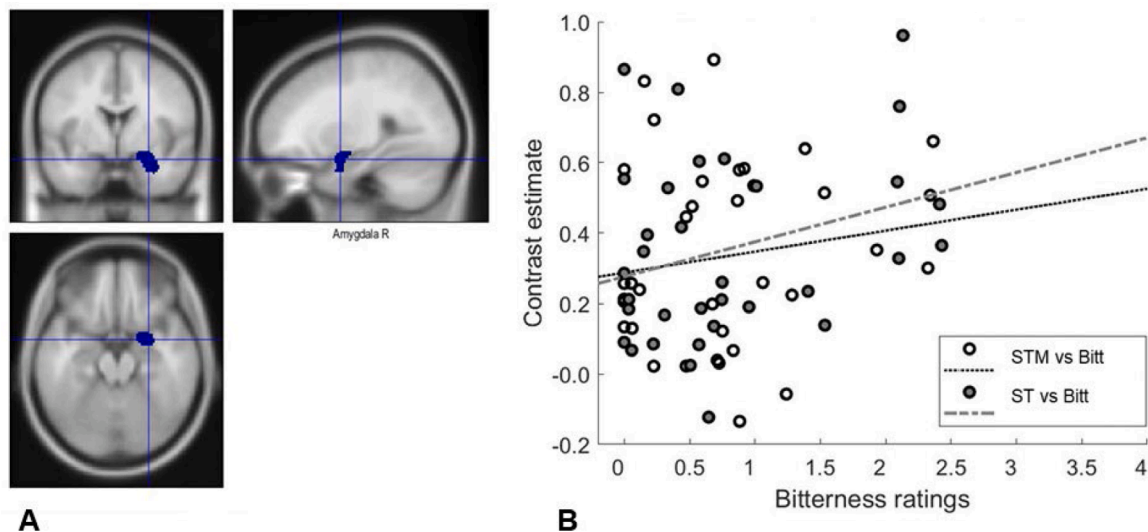 Amygdala R
A
Contrast estimate
1.0
0.8
0.6
0.4
0.2
-0.0
-0.2
0 0.5 1 1.5 2 2.5 3 3.5 4
Bitterness ratings
STM vs Bitt
ST vs Bitt
B